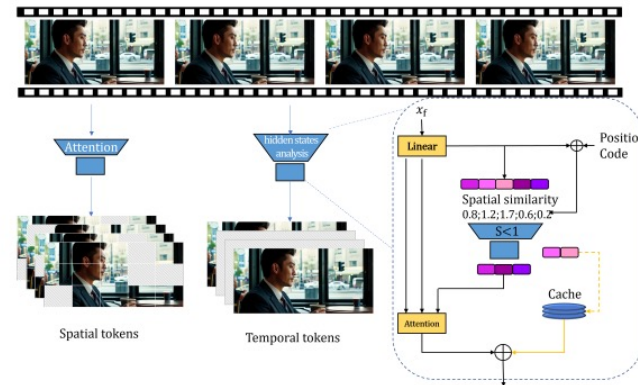 Attention
hidden states
analysis
Spatial tokens
Temporal tokens
xf
Linear
Position
Code
Spatial similarity
0.8;1.2;1.7;0.6;0.2
S<1
Attention
Cache